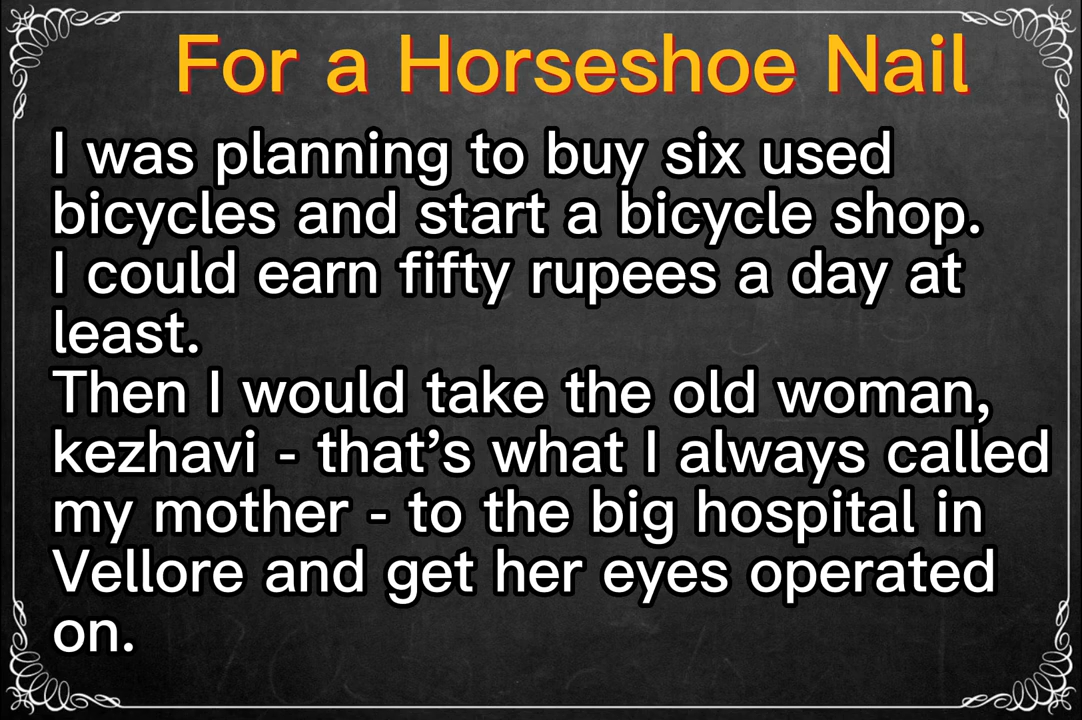 For a Horseshoe Nail
I was planning to buy six used
bicycles and start a bicycle shop.
I could earn fifty rupees a day at
least.
Then I would take the old woman,
kezhavi - that’s what I always called
my mother - to the big hospital in
Vellore and get her eyes operated
on.